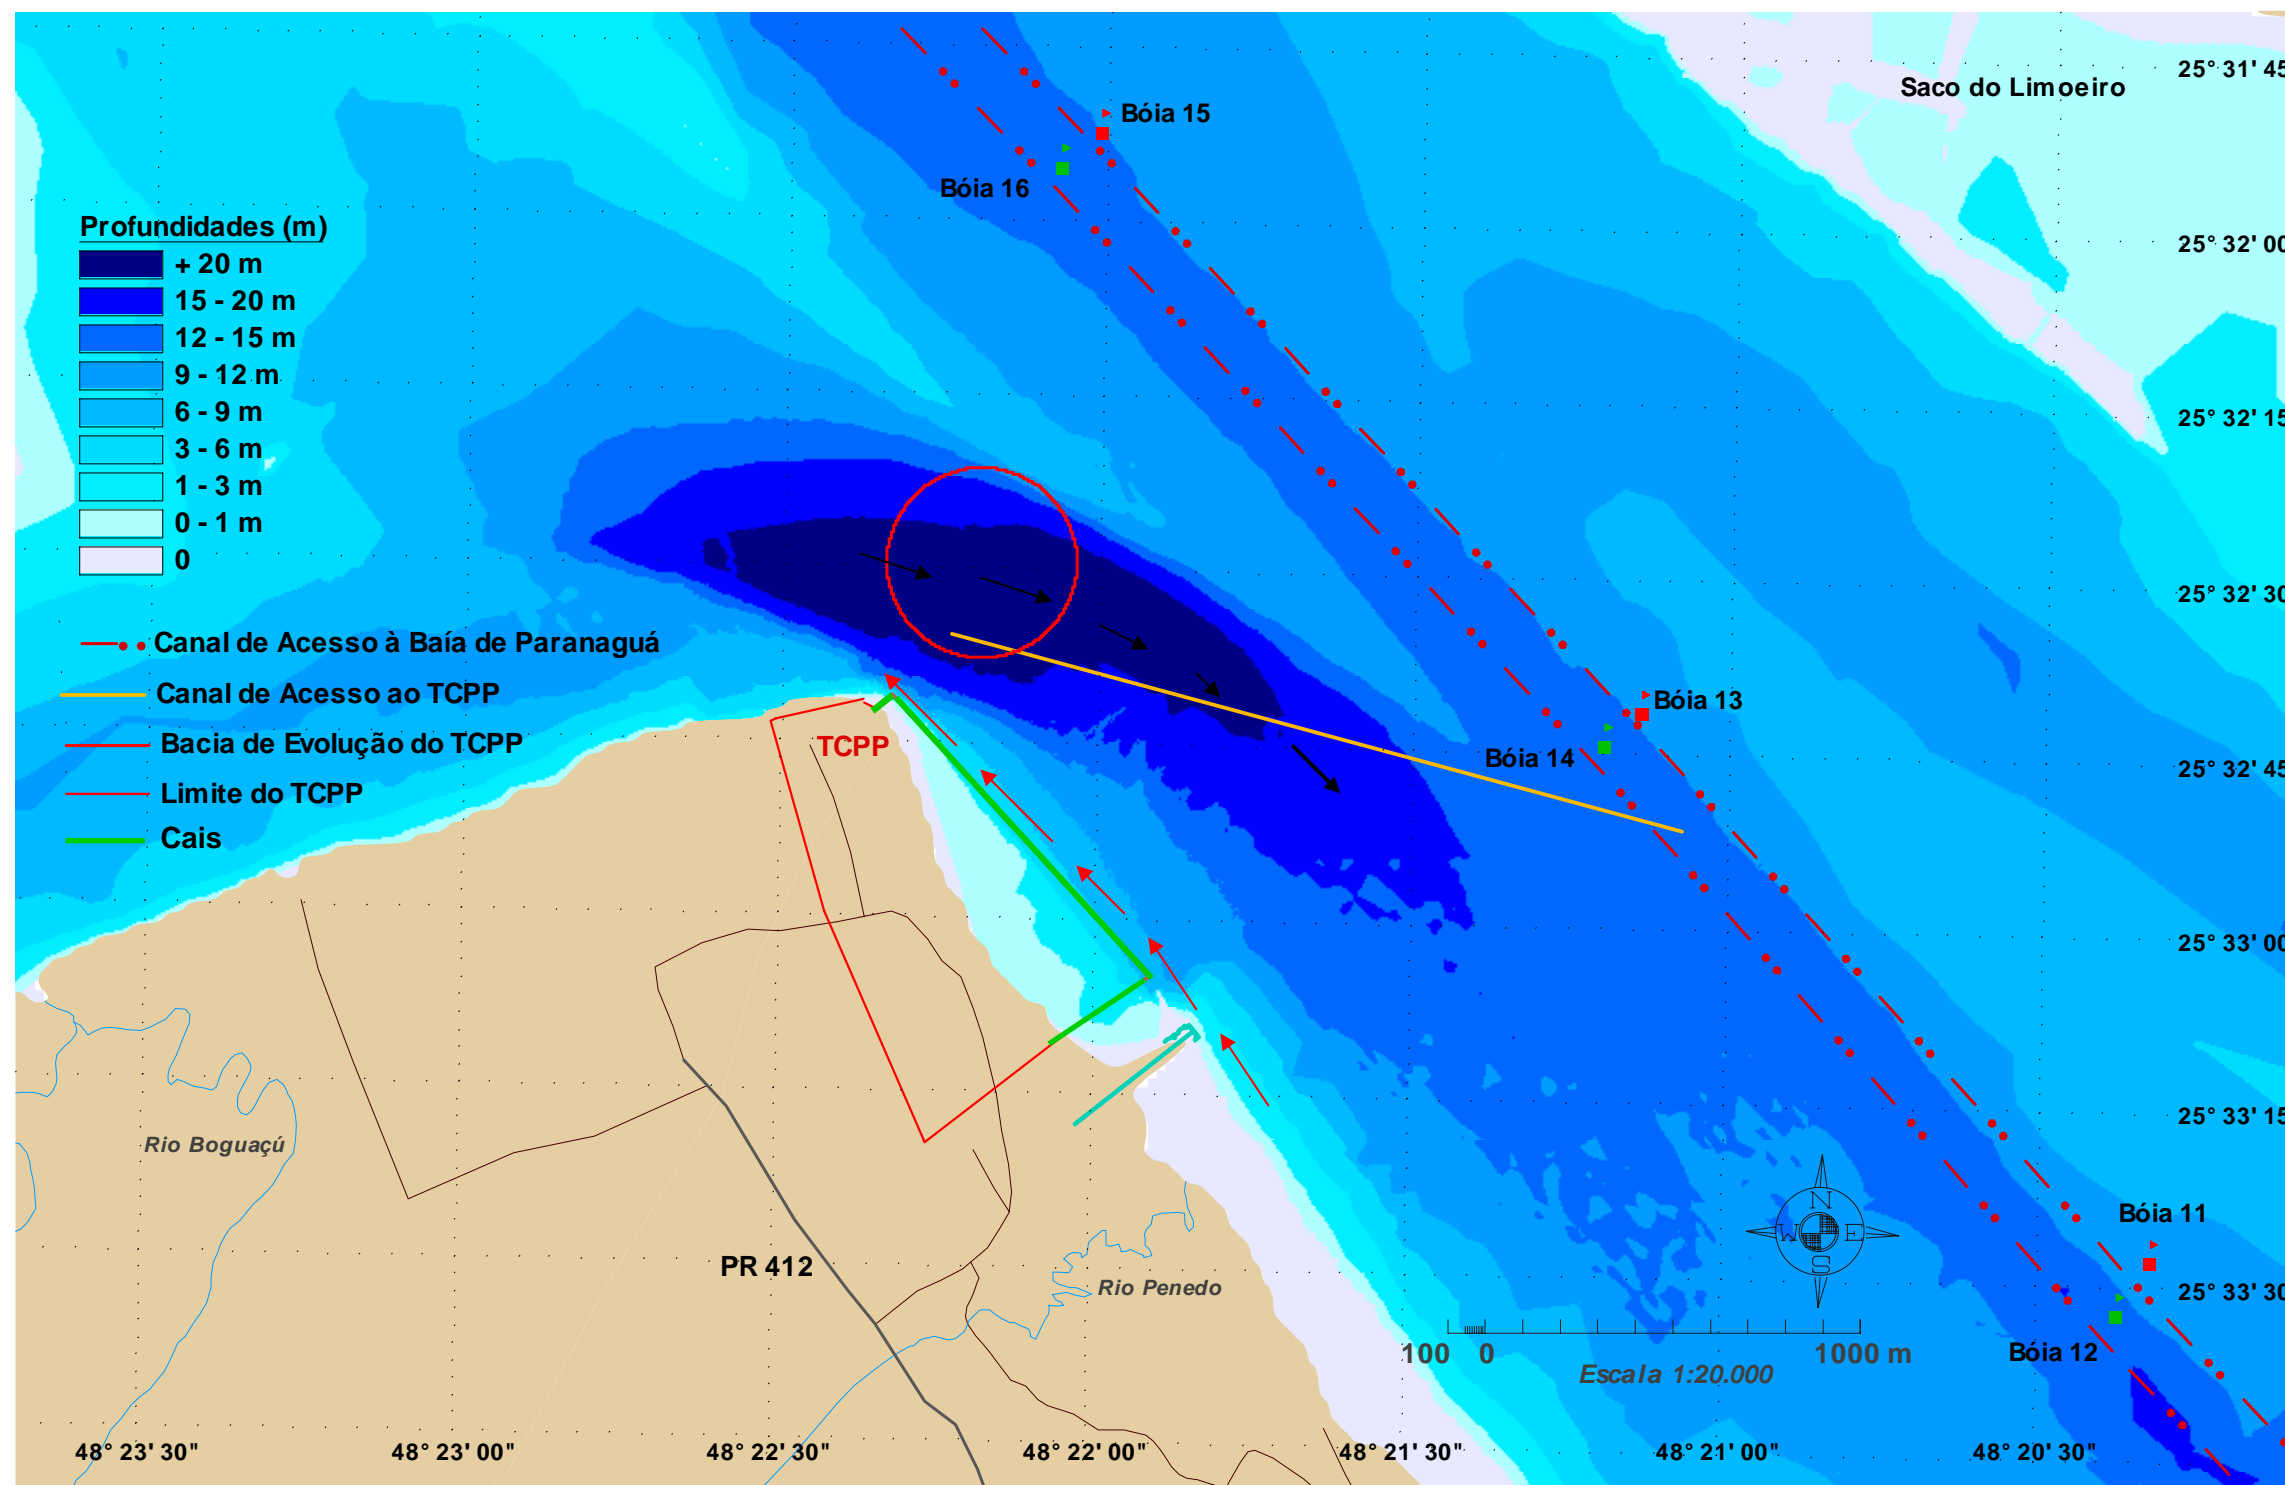 25° 31' 45
Saco do Limoeiro
Bóia 15
Bóia 16
Profundidades (m)
+ 20 m
15 - 20 m
12 - 15 m
9 - 12 m
6 - 9 m
3 - 6 m
1 - 3 m
0 - 1 m
0
25° 32' 00
25° 32' 15
25° 32' 30
Canal de Acesso à Baía de Paranaguá
Canal de Acesso ao TCPP
Bacia de Evolução do TCPP
Limite do TCPP
Cais
TCPP
Bóia 13
Bóia 14
25° 32' 45
25° 33' 00
25° 33' 15
Rio Boguaçú
PR 412
Rio Penedo
N
W E
S
Bóia 11
25° 33' 30
Bóia 12
100 0 1000 m
Escala 1:20.000
48° 23' 30" 48° 23' 00" 48° 22' 30" 48° 22' 00" 48° 21' 30" 48° 21' 00" 48° 20' 30"